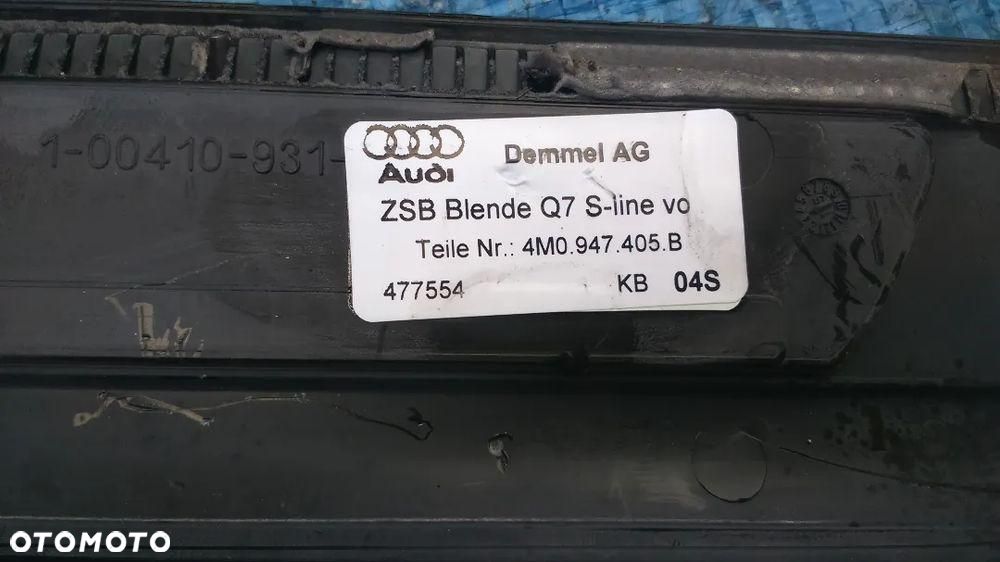 1-00410-931-
Audi
Demmel AG
ZSB Blende Q7 S-line vo
Teile Nr.: 4M0.947.405.B
477554 KB 04S
OTOMOTO